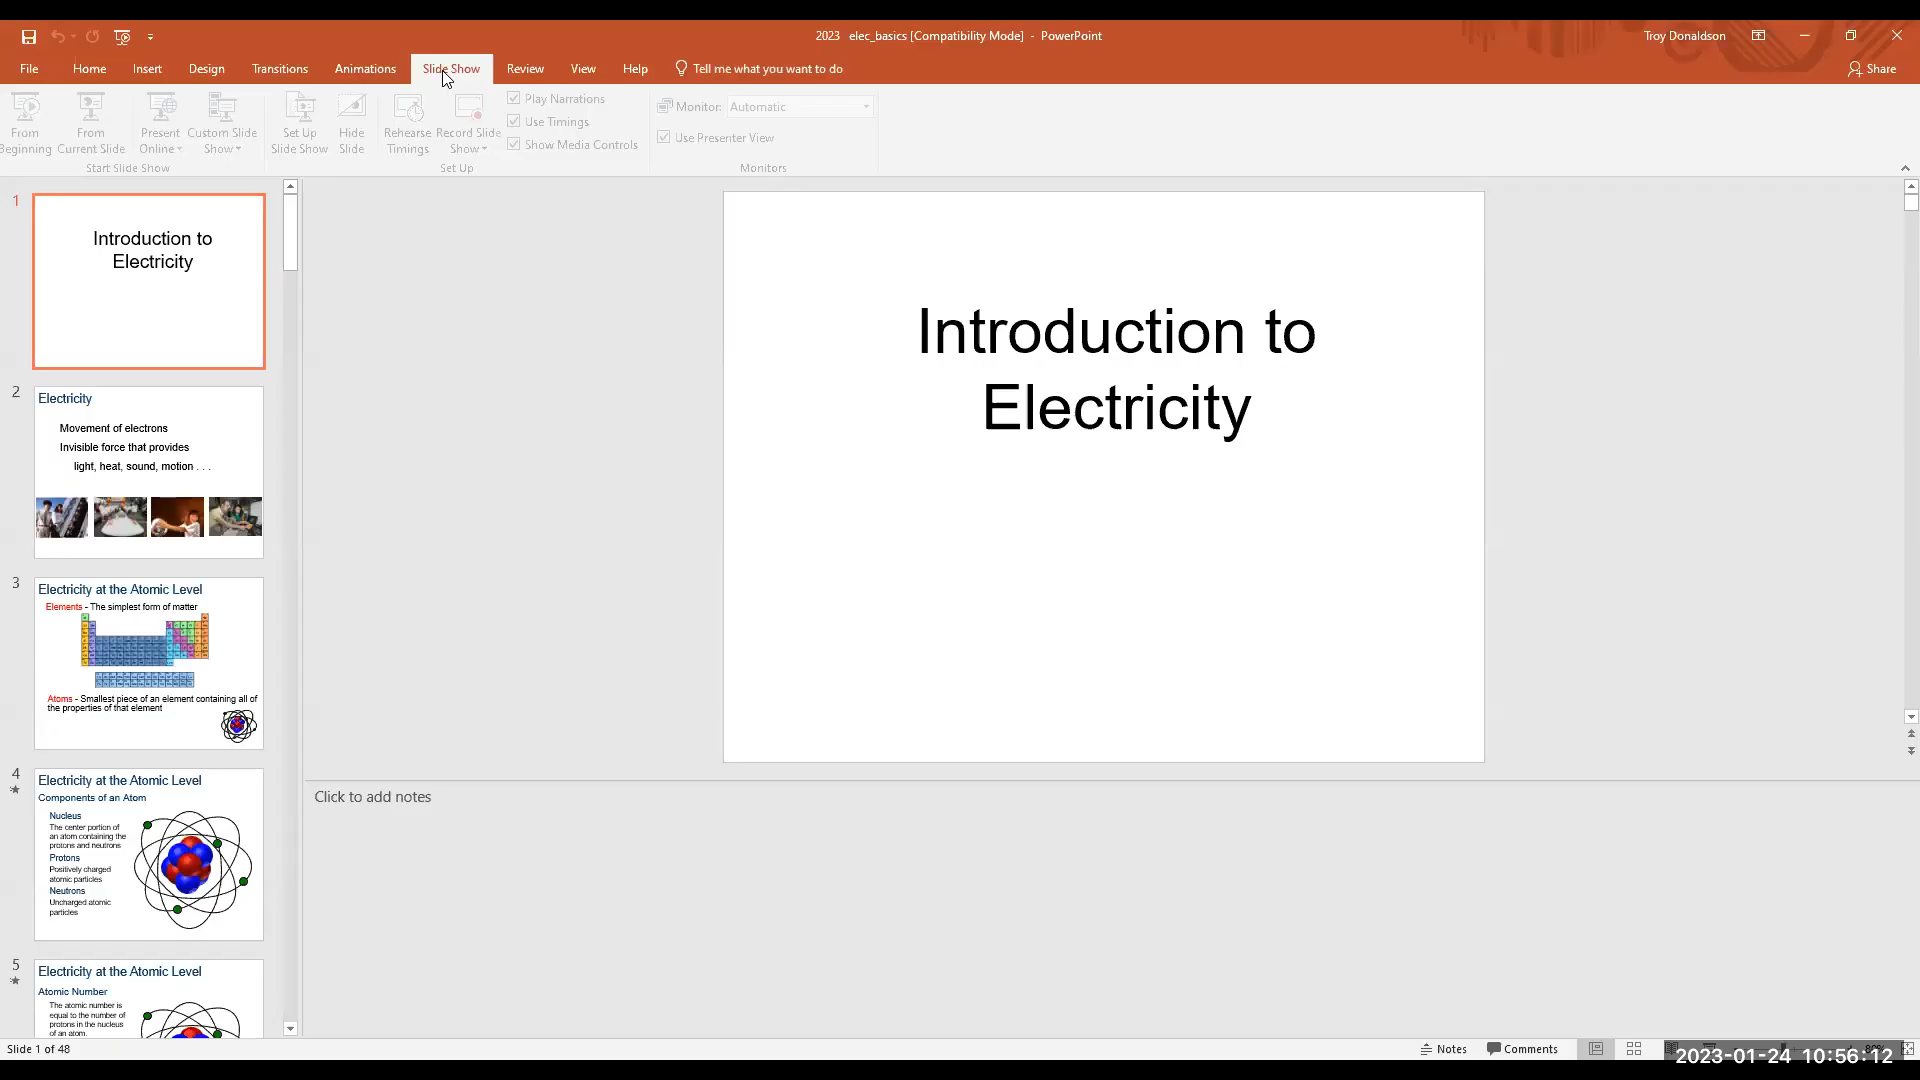 2023 elec_basics [Compatibility Mode] - PowerPoint
Troy Donaldson
File Home Insert Design Transitions Animations Slide Show Review View Help Tell me what you want to do
Share
From Beginning
From Current Slide
Present Online
Custom Slide Show
Start Slide Show
Set Up Slide Show
Hide Slide
Rehearse Timings
Record Slide Show
Play Narrations
Use Timings
Show Media Controls
Set Up
Monitor: Automatic
Use Presenter View
Monitors
1
Introduction to
Electricity
2
Electricity
Movement of electrons
Invisible force that provides
light, heat, sound, motion . . .
3
Electricity at the Atomic Level
Elements - The simplest form of matter
Atoms - Smallest piece of an element containing all of
the properties of that element
4
Electricity at the Atomic Level
Components of an Atom
Nucleus
The center portion of
an atom containing the
protons and neutrons
Protons
Positively charged
atomic particles
Neutrons
Uncharged atomic
particles
5
Electricity at the Atomic Level
Atomic Number
The atomic number is
equal to the number of
protons in the nucleus
of an atom.
Introduction to
Electricity
Click to add notes
Slide 1 of 48
Notes
Comments
2023-01-24 10:56:12